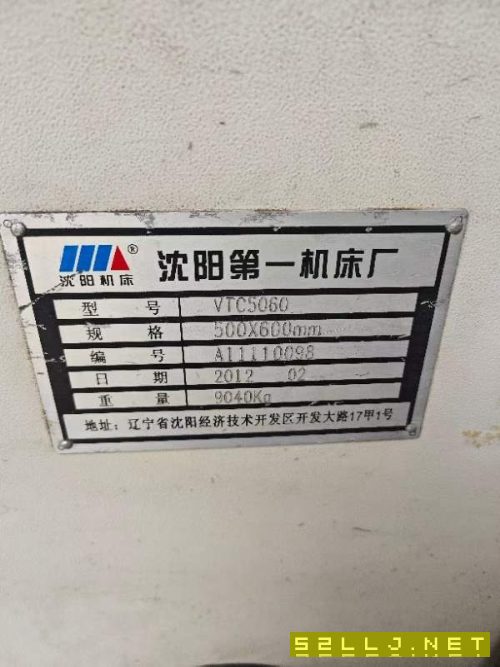 沈阳机床®
沈阳第一机床厂
型号 VTC5060
规格 500X600mm
编号 A11110098
日期 2012 02
重量 9040Kg
地址:辽宁省沈阳经济技术开发区开发大路17甲1号
52LLJ.NET